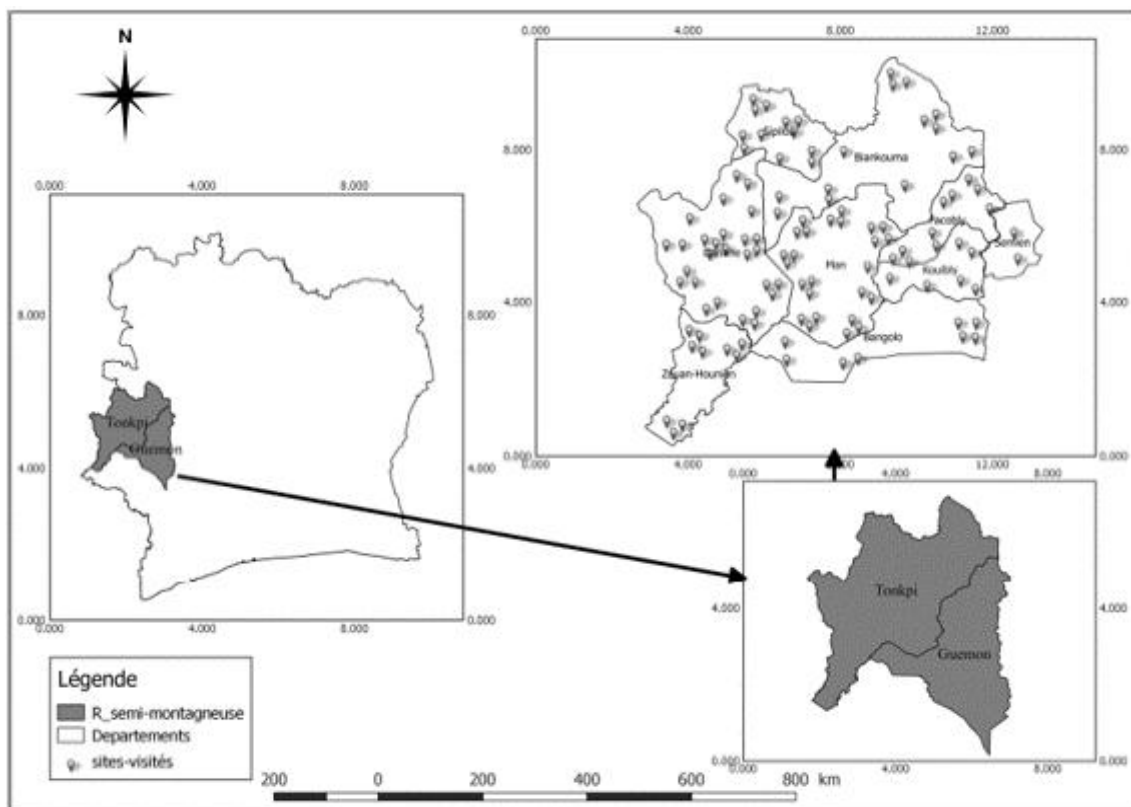 N
0.000 4.000 8.000
8.000 8.000
4.000 4.000
0.000 0.000
0.000 4.000 8.000
Tonkpi
Guemon
0.000 4.000 8.000 12.000
8.000 8.000
4.000 4.000
0.000 0.000
0.000 4.000 8.000 12.000
Biankouma
Facobly
Semien
Man
Kouibly
Bangolo
Zouan-Hounien
0.000 4.000 8.000
4.000 4.000
0.000 0.000
0.000 4.000 8.000
Tonkpi
Guemon
Légende
R_semi-montagneuse
Departements
sites-visités
200 0 200 400 600 800 km